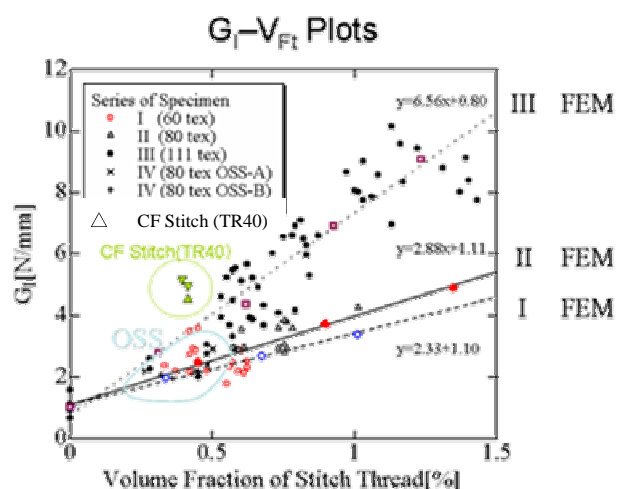 G_I–V_Ft Plots
12
10
8
6
4
2
0
G_I[N/mm]
Series of Specimen
I (60 tex)
II (80 tex)
III (111 tex)
IV (80 tex OSS-A)
IV (80 tex OSS-B)
△ CF Stitch (TR40)
CF Stitch(TR40)
OSS
y=6.56x+0.80
III FEM
y=2.88x+1.11
II FEM
I FEM
y=2.33+1.10
0
0.5
1
1.5
Volume Fraction of Stitch Thread[%]